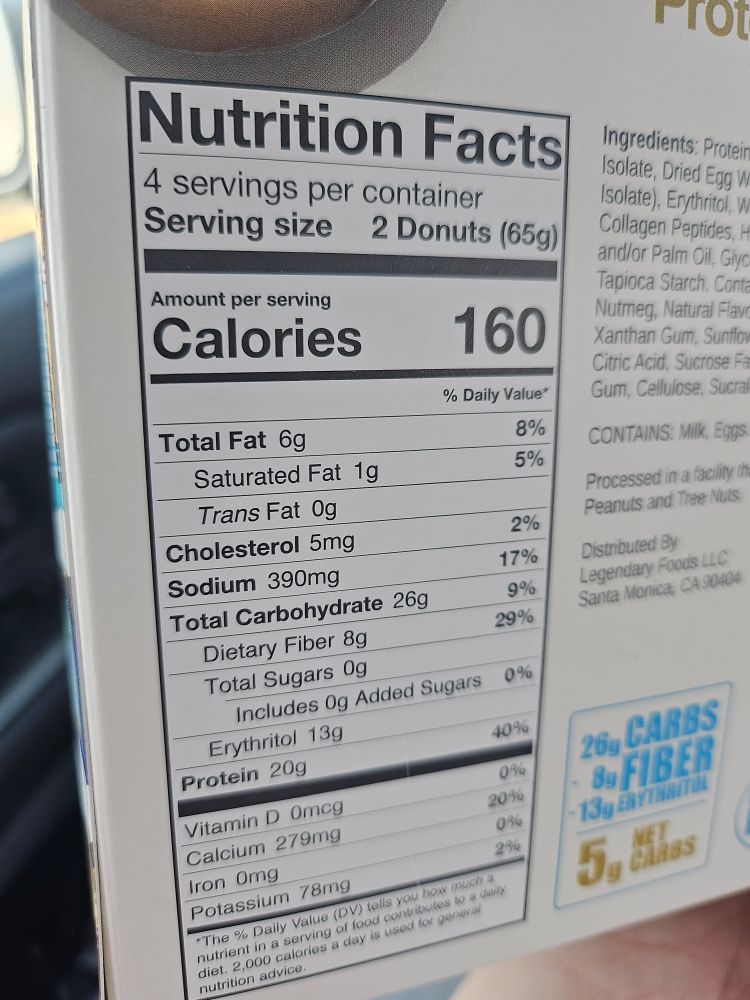 Prot
Nutrition Facts
4 servings per container
Serving size 2 Donuts (65g)
Amount per serving
Calories 160
% Daily Value*
Total Fat 6g 8%
Saturated Fat 1g 5%
Trans Fat 0g
Cholesterol 5mg 2%
Sodium 390mg 17%
Total Carbohydrate 26g 9%
Dietary Fiber 8g 29%
Total Sugars 0g
Includes 0g Added Sugars 0%
Erythritol 13g
Protein 20g 40%
Vitamin D 0mcg 0%
Calcium 279mg 20%
Iron 0mg 0%
Potassium 78mg 2%
*The % Daily Value (DV) tells you how much a
nutrient in a serving of food contributes to a daily
diet. 2,000 calories a day is used for general
nutrition advice.
Ingredients: Protein
Isolate, Dried Egg W
Isolate), Erythritol, W
Collagen Peptides, H
and/or Palm Oil, Glyc
Tapioca Starch. Conta
Nutmeg, Natural Flavo
Xanthan Gum, Sunflow
Citric Acid, Sucrose Fa
Gum, Cellulose, Sucral
CONTAINS: Milk, Eggs.
Processed in a facility th
Peanuts and Tree Nuts.
Distributed By
Legendary Foods LLC
Santa Monica, CA 90404
26g CARBS
- 8g FIBER
-13g ERYTHRITOL
5g NET CARBS